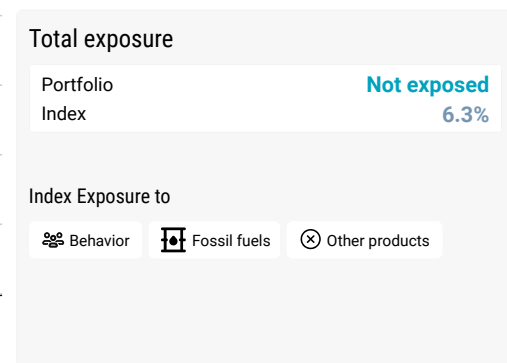 Total exposure
Portfolio Not exposed
Index 6.3%
Index Exposure to
Behavior Fossil fuels Other products